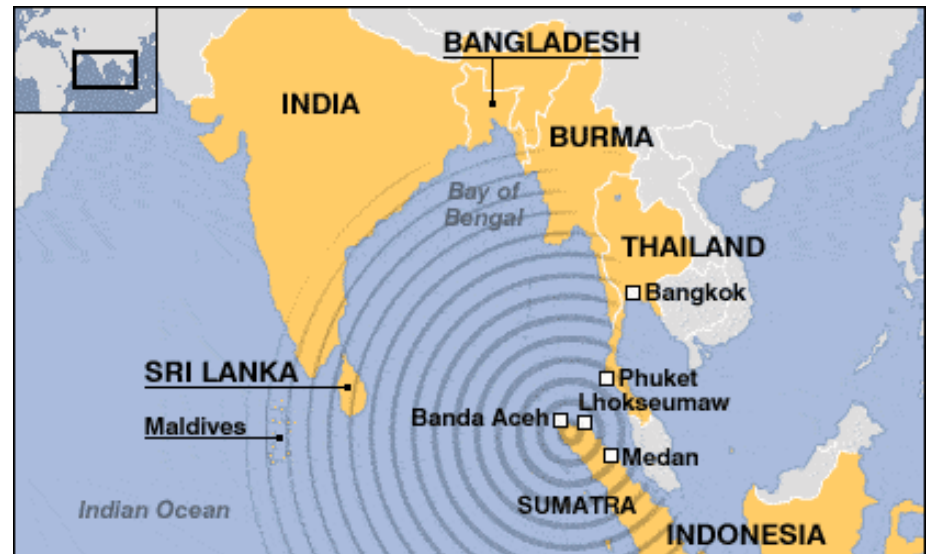 BANGLADESH
INDIA
BURMA
Bay of
Bengal
THAILAND
Bangkok
SRI LANKA
Phuket
Lhokseumaw
Banda Aceh
Maldives
Medan
SUMATRA
Indian Ocean
INDONESIA